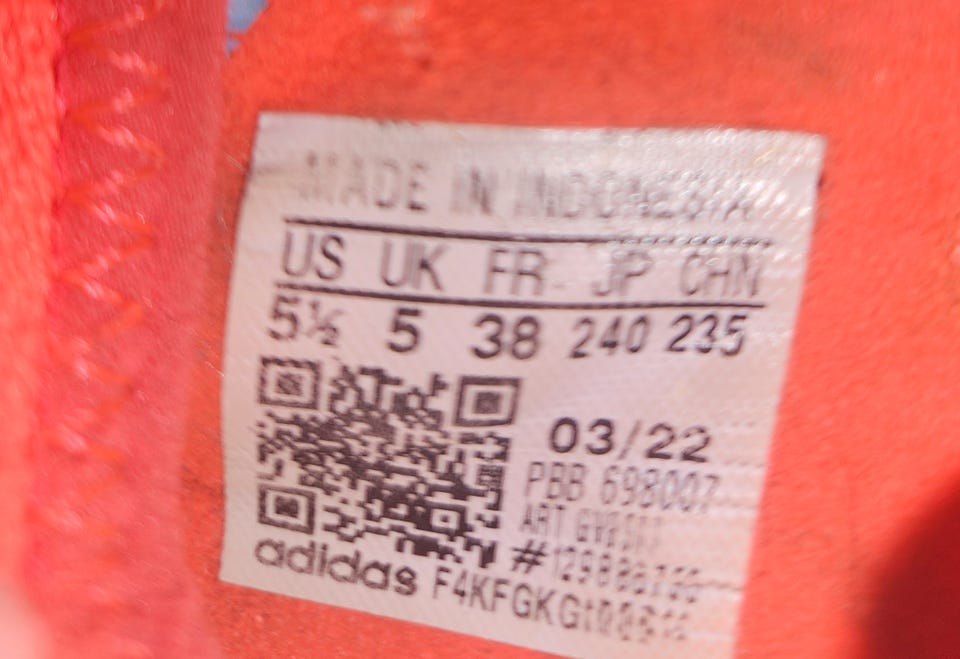 MADE IN INDONESIA
US UK FR JP CHN
5½ 5 38 240 235
03/22
PBB 698007
ART
adidas